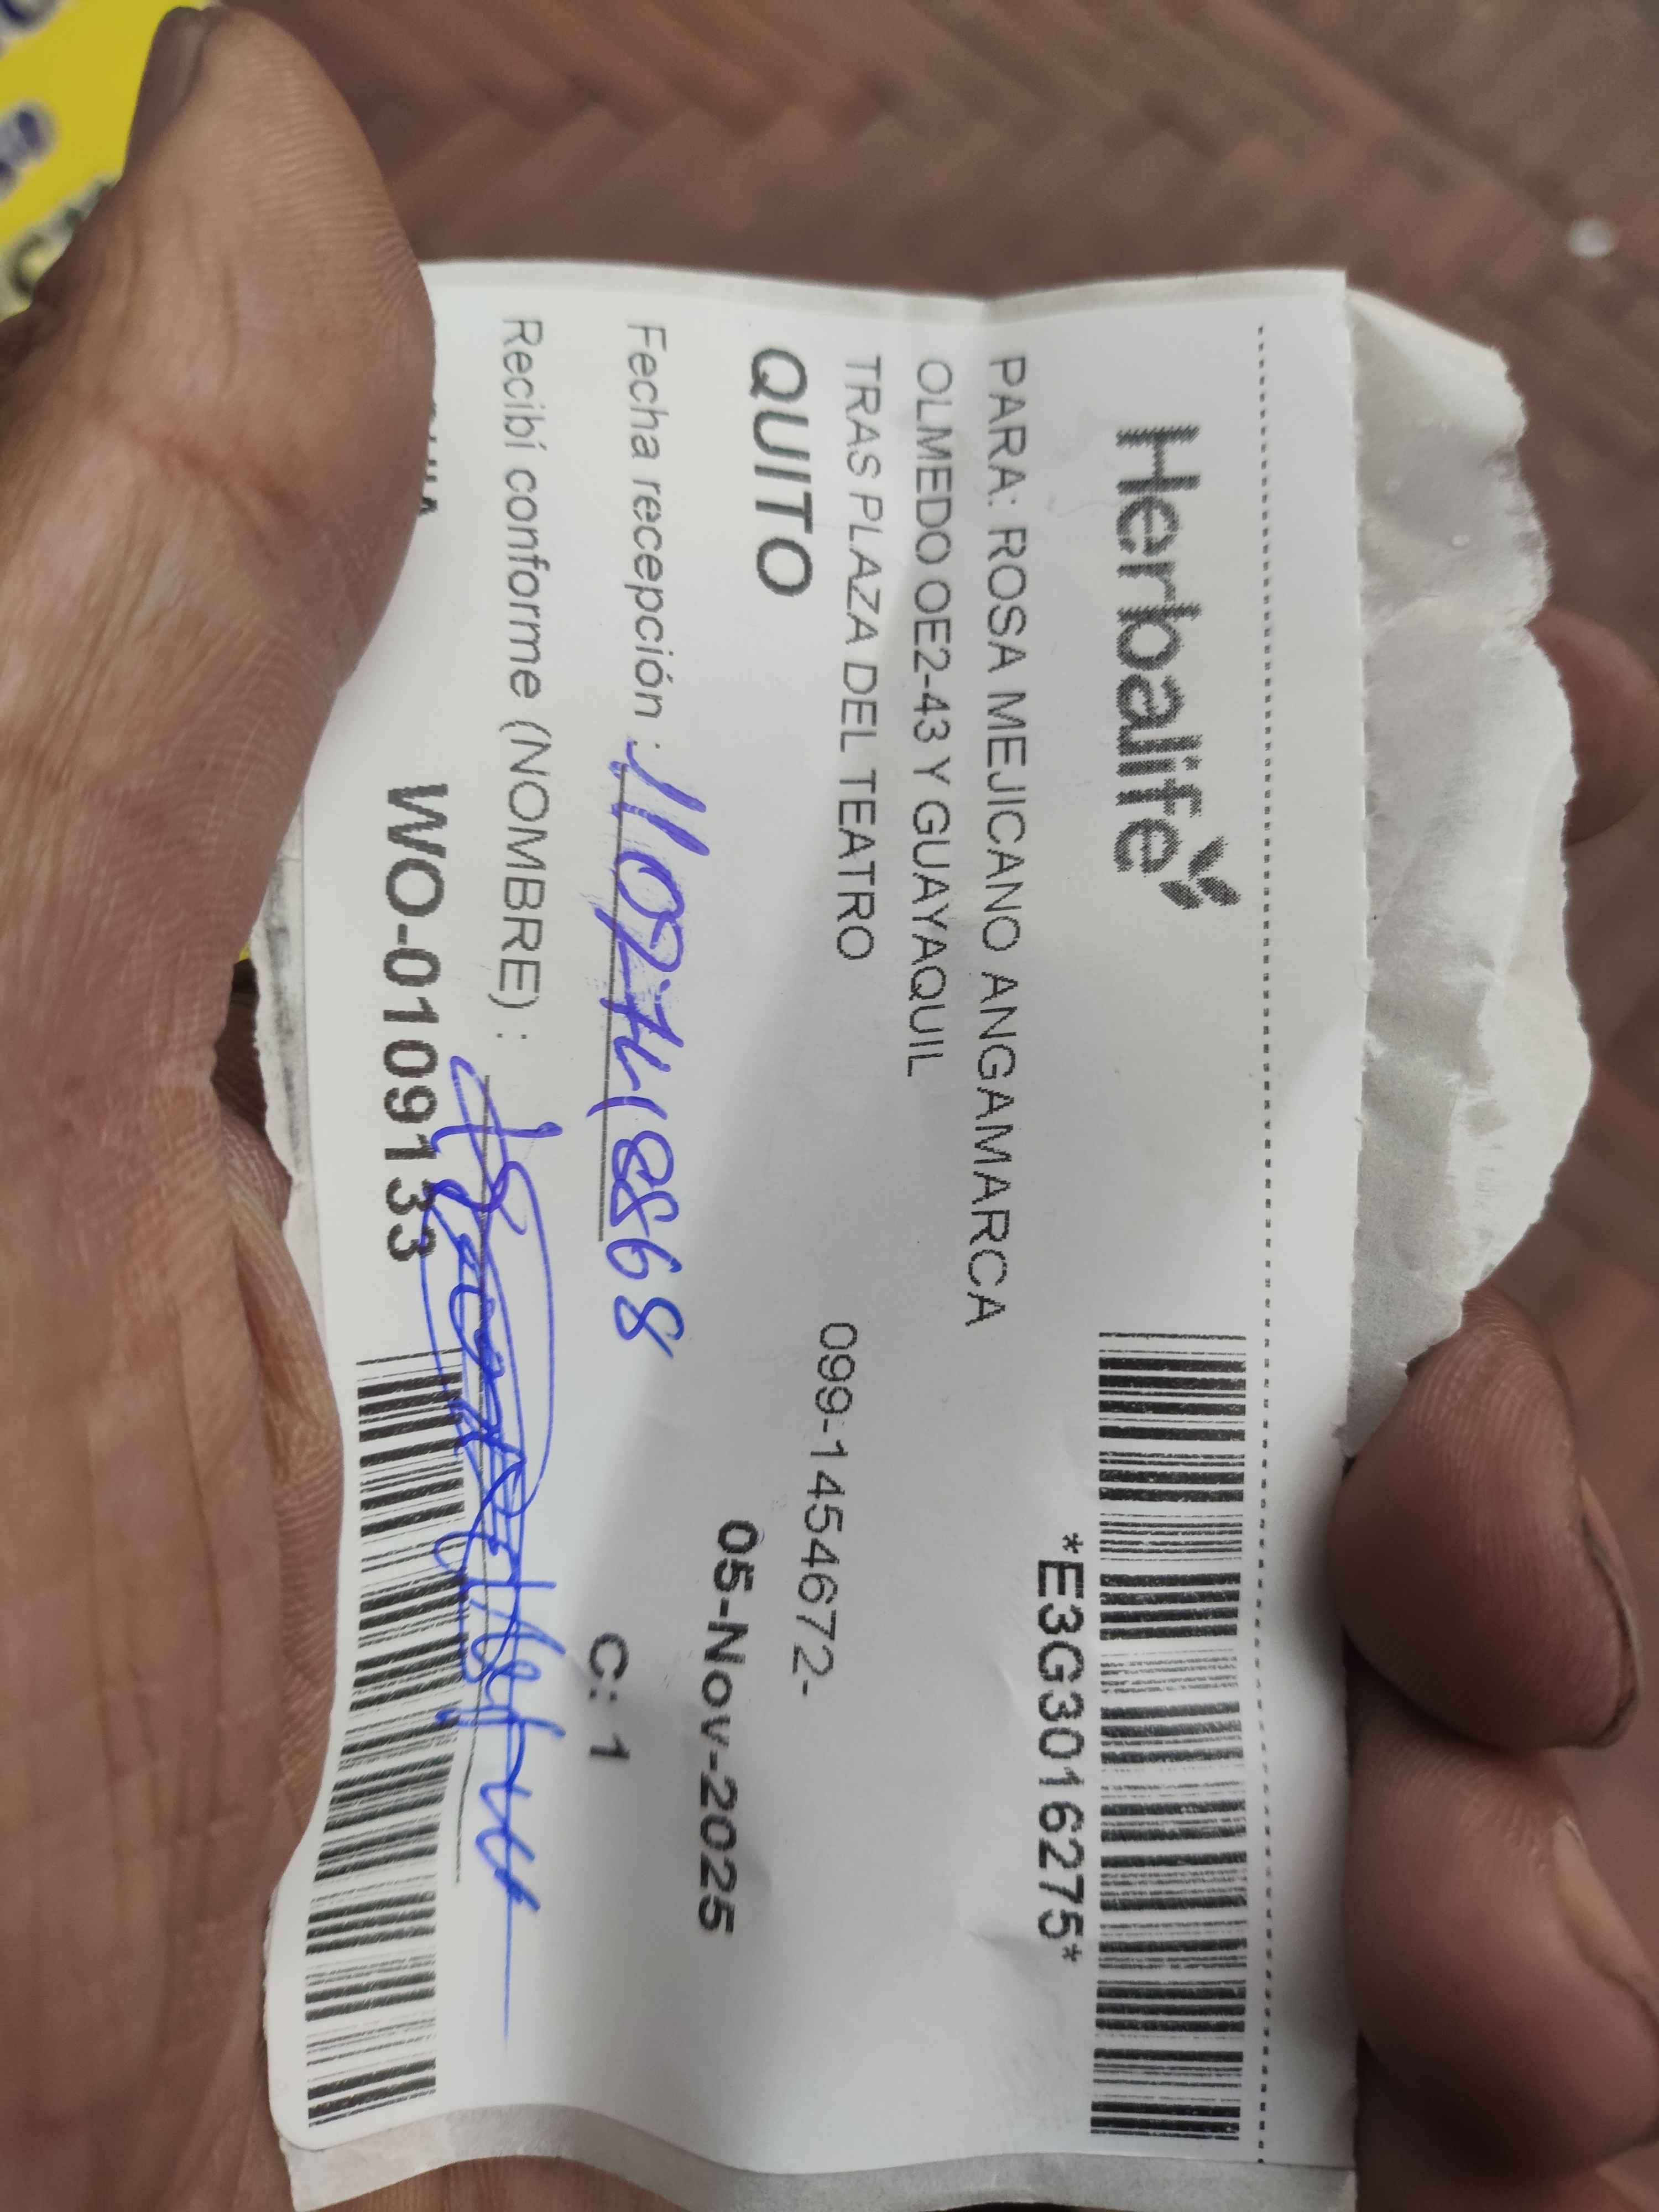 Herbalife
*E3G3016275*
PARA: ROSA MEJICANO ANGAMARCA
OLMEDO OE2-43 Y GUAYAQUIL
TRAS PLAZA DEL TEATRO
099-1454672-
QUITO
05-Nov-2025
Fecha recepción :
C: 1
Recibí conforme (NOMBRE) :
WO-0109133